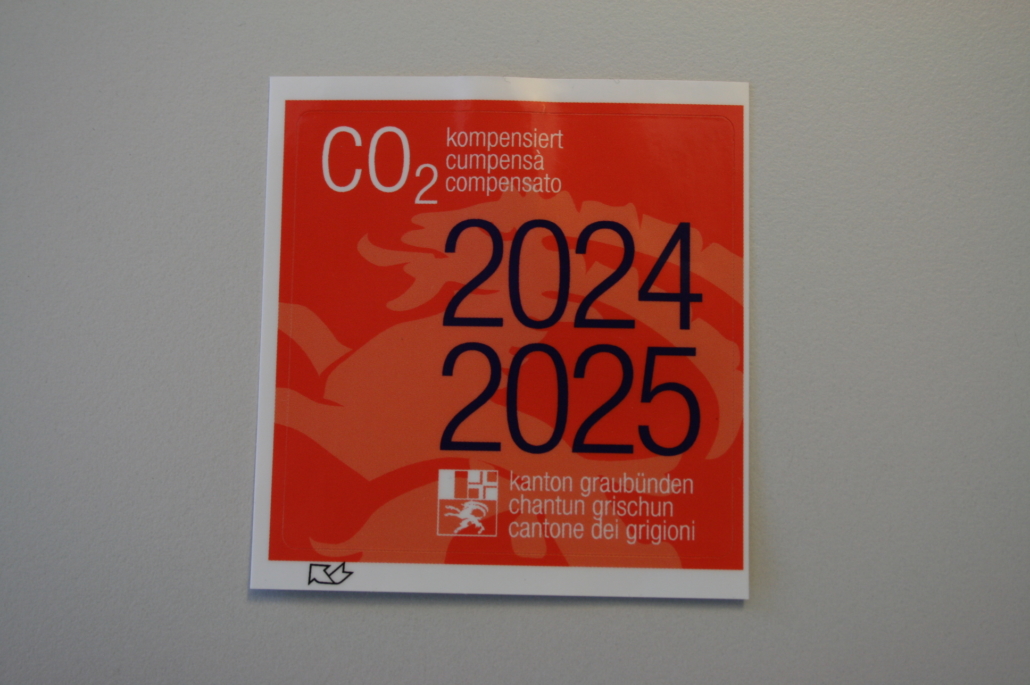 CO₂ kompensiert
cumpensà
compensato
2024
2025
kanton graubünden
chantun grischun
cantone dei grigioni